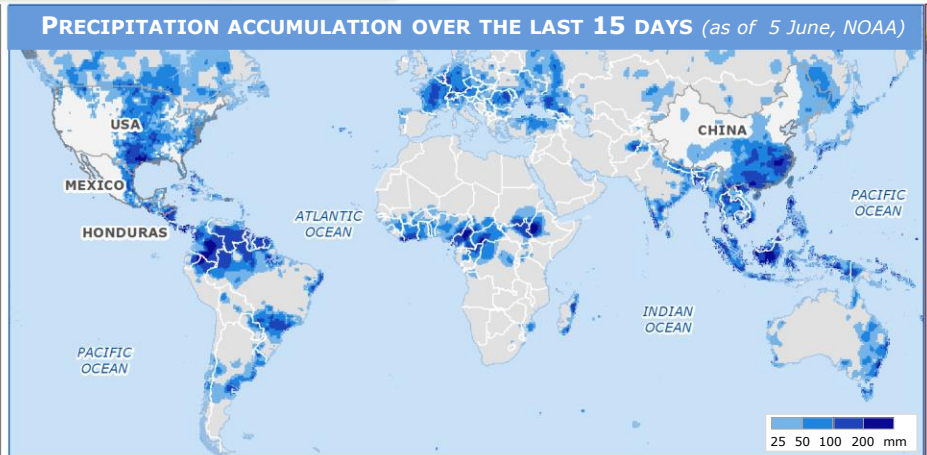 PRECIPITATION ACCUMULATION OVER THE LAST 15 DAYS (as of 5 June, NOAA)
USA
CHINA
MEXICO
PACIFIC
OCEAN
ATLANTIC
OCEAN
HONDURAS
INDIAN
OCEAN
PACIFIC
OCEAN
25 50 100 200 mm